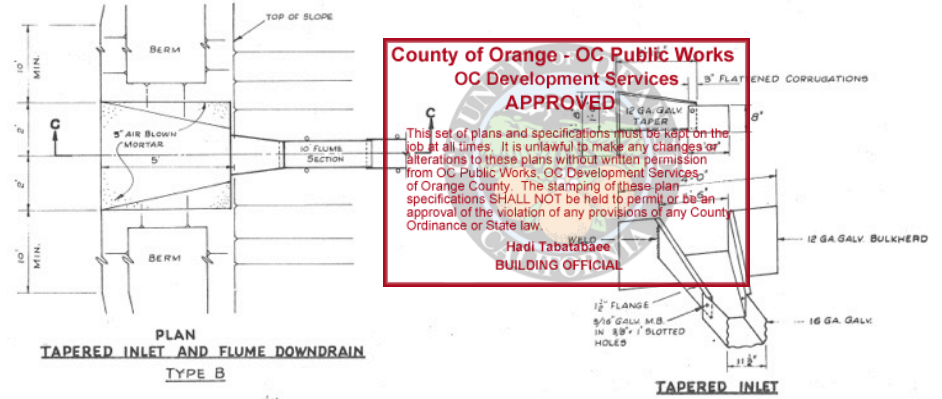 TOP OF SLOPE
BERM
10'
MIN.
2'
C
3" AIR BLOWN
MORTAR
5'
10' FLUME
SECTION
C
2'
10'
MIN.
BERM
PLAN
TAPERED INLET AND FLUME DOWNDRAIN
TYPE B
County of Orange - OC Public Works
OC Development Services
APPROVED
This set of plans and specifications must be kept on the
job at all times. It is unlawful to make any changes or
alterations to these plans without written permission
from OC Public Works, OC Development Services
of Orange County. The stamping of these plan
specifications SHALL NOT be held to permit or be an
approval of the violation of any provisions of any County
Ordinance or State law.
Hadi Tabatabaee
BUILDING OFFICIAL
CALIFORNIA
3" FLATTENED CORRUGATIONS
12 GA. GALV.
TAPER
8"
4'-0"
WELD
12 GA. GALV. BULKHEAD
1½" FLANGE
5/16" GALV. M.B.
IN 3/8" x 1" SLOTTED
HOLES
16 GA. GALV.
11½"
TAPERED INLET